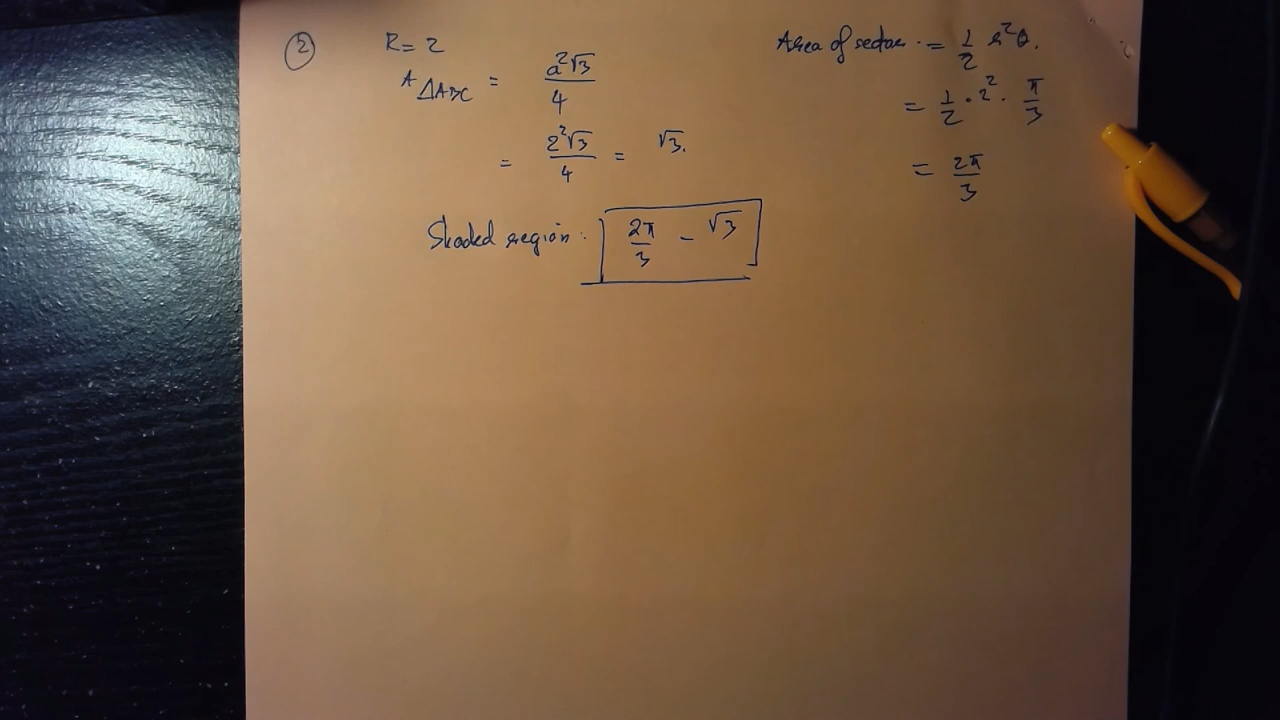 ② R = 2
A△ABC = a²√3/4
= 2²√3/4 = √3.
Area of sector = 1/2 r²θ.
= 1/2 · 2² · π/3
= 2π/3
Shaded region: 2π/3 - √3